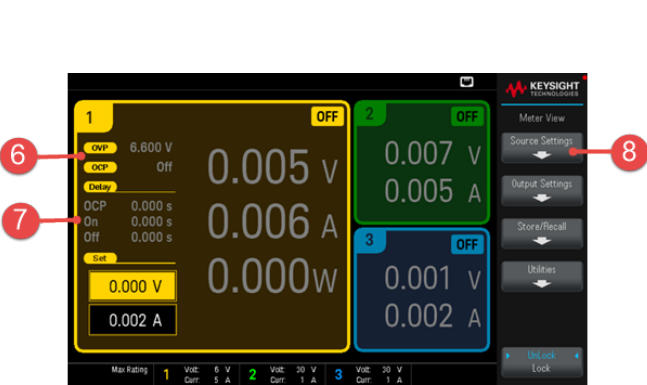 KEYSIGHT
TECHNOLOGIES
1 OFF
2 OFF
Meter View
6
OVP 6.600 V
OCP Off
0.005 V
0.007 V
0.005 A
Source Settings
8
Delay
7
OCP 0.000 s
On 0.000 s
Off 0.000 s
0.006 A
Output Settings
Store/Recall
3 OFF
Set
0.000 V
0.002 A
0.000W
0.001 V
0.002 A
Utilities
UnLock
Lock
Max Rating 1 Volt: 6 V 2 Volt: 30 V 3 Volt: 30 V
Curr: 5 A Curr: 1 A Curr: 1 A